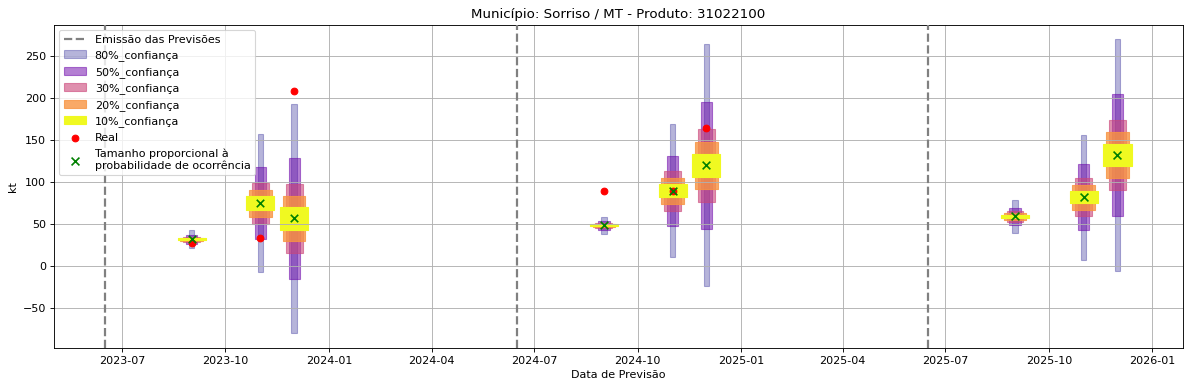 Município: Sorriso / MT - Produto: 31022100
Emissão das Previsões
80%_confiança
50%_confiança
30%_confiança
20%_confiança
10%_confiança
Real
Tamanho proporcional à
probabilidade de ocorrência
kt
250
200
150
100
50
0
−50
2023-07
2023-10
2024-01
2024-04
2024-07
2024-10
2025-01
2025-04
2025-07
2025-10
2026-01
Data de Previsão